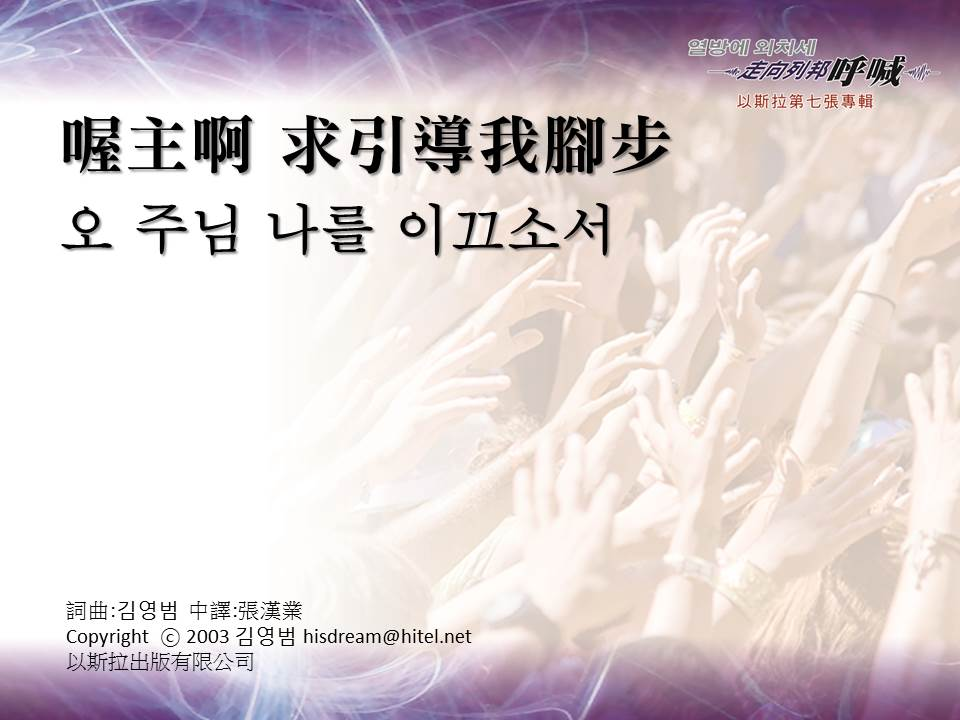 열방에 외치세
走向列邦呼喊
以斯拉第七張專輯
喔主啊 求引導我腳步
오 주님 나를 이끄소서
詞曲:김영범 中譯:張漢業
Copyright ⓒ 2003 김영범 hisdream@hitel.net
以斯拉出版有限公司